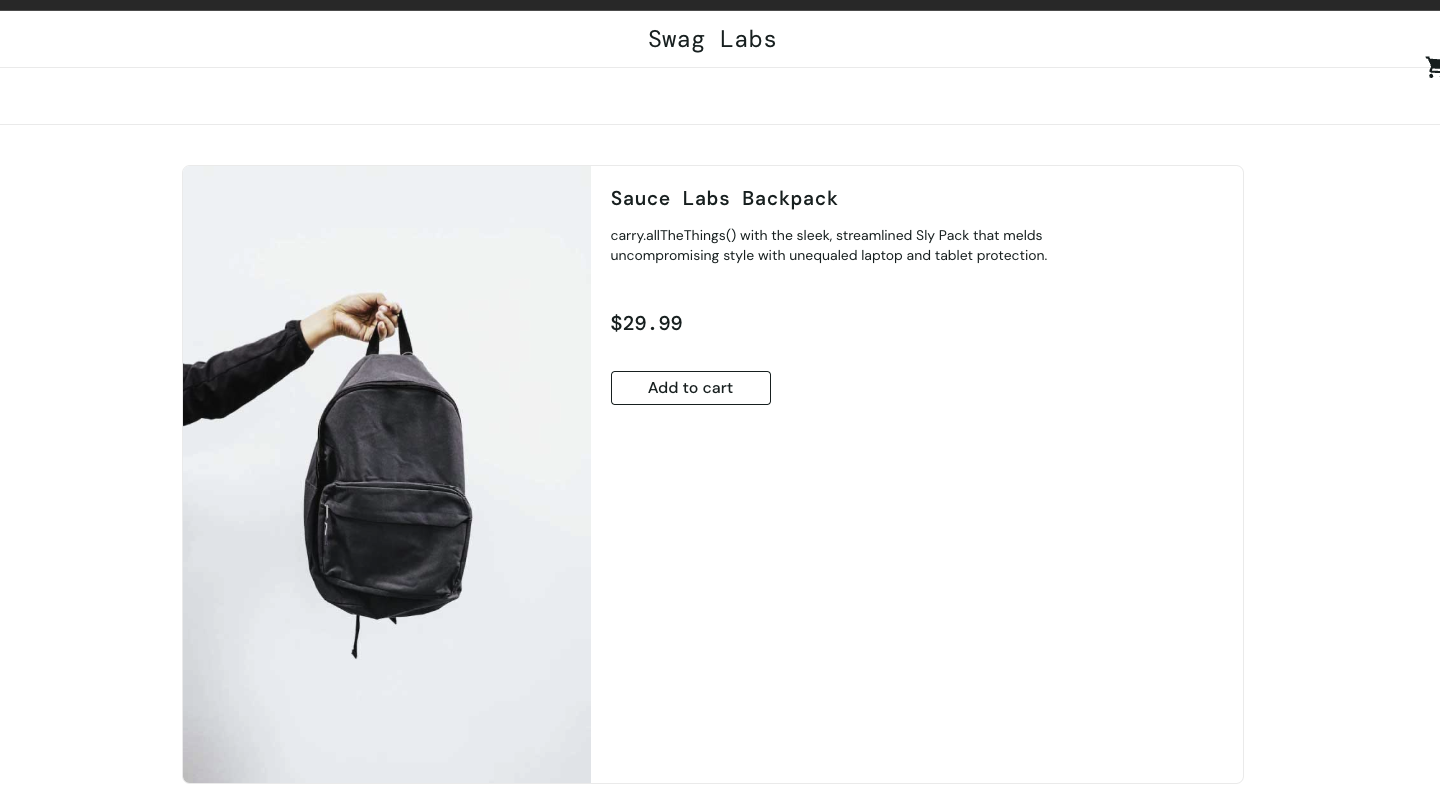 Swag Labs
Sauce Labs Backpack
carry.allTheThings() with the sleek, streamlined Sly Pack that melds
uncompromising style with unequaled laptop and tablet protection.
$29.99
Add to cart